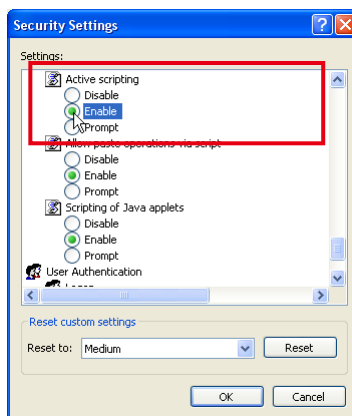 Security Settings
Settings:
Active scripting
Disable
Enable
Prompt
Allow paste operations via script
Disable
Enable
Prompt
Scripting of Java applets
Disable
Enable
Prompt
User Authentication
Logon
Reset custom settings
Reset to: Medium Reset
OK Cancel